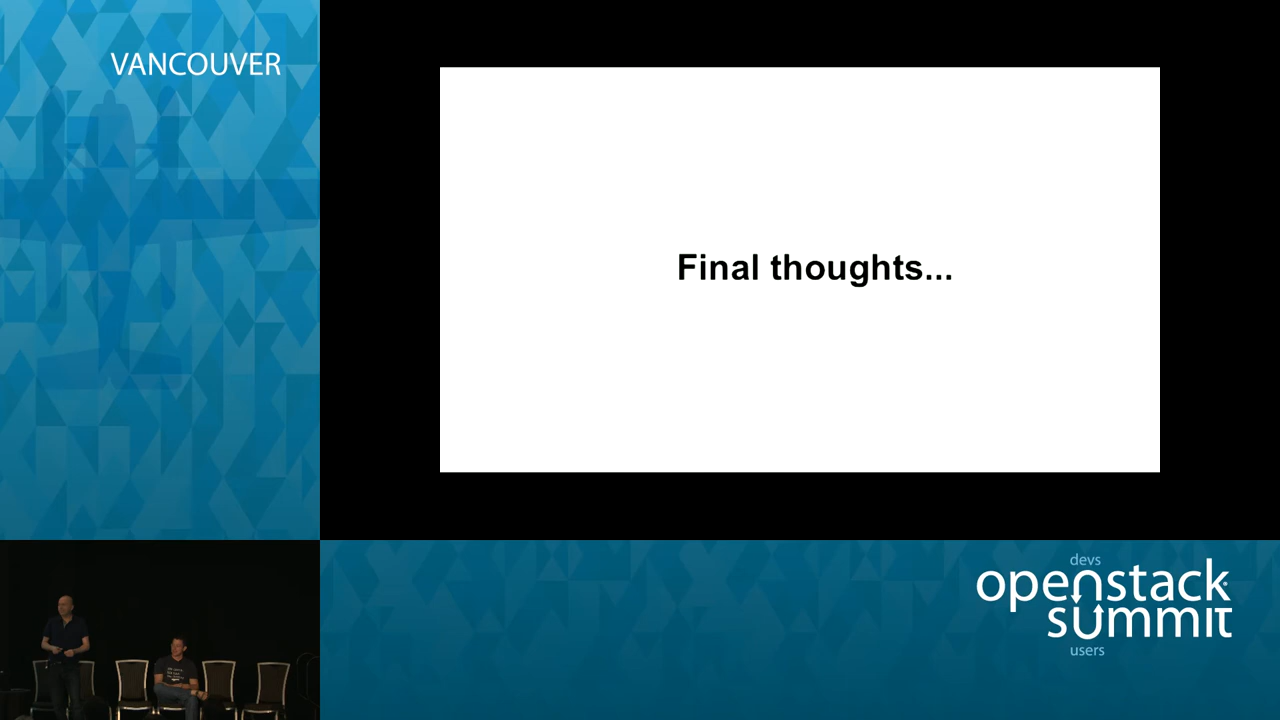 VANCOUVER
Final thoughts...
devs
openstack
summit
users